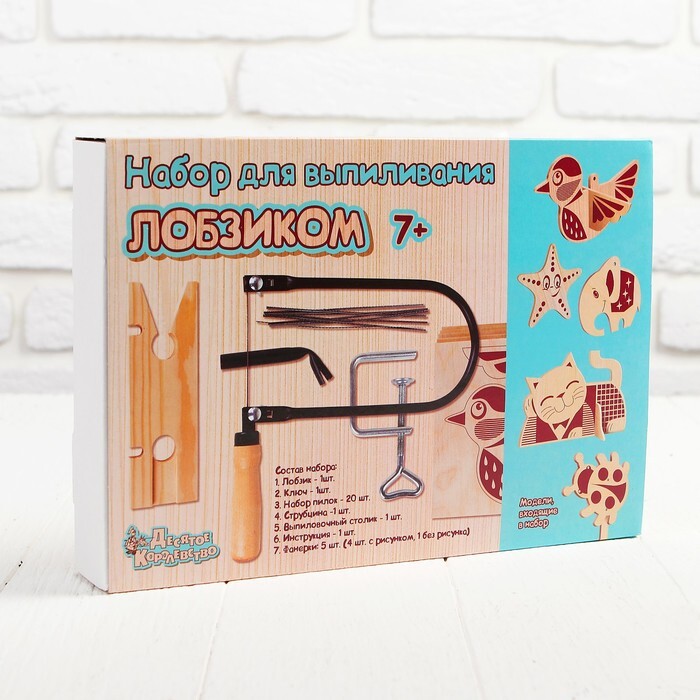 Набор для выпиливания
ЛОБЗИКОМ 7+
Состав набора:
1. Лобзик - 1шт.
2. Ключ - 1шт.
3. Набор пилок - 20 шт.
4. Струбцина -1 шт.
5. Выпиловочный столик - 1 шт.
6. Инструкция - 1 шт.
7. Фанерки: 5 шт. (4 шт. с рисунком, 1 без рисунка)
Десятое
Королевство
Модели,
входящие
в набор